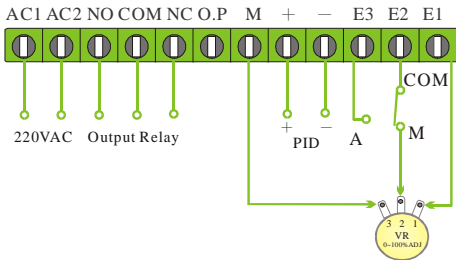 AC1 AC2 NO COM NC O.P M + − E3 E2 E1
COM
+ −
220VAC Output Relay PID A M
3 2 1
VR
0~100%ADJ